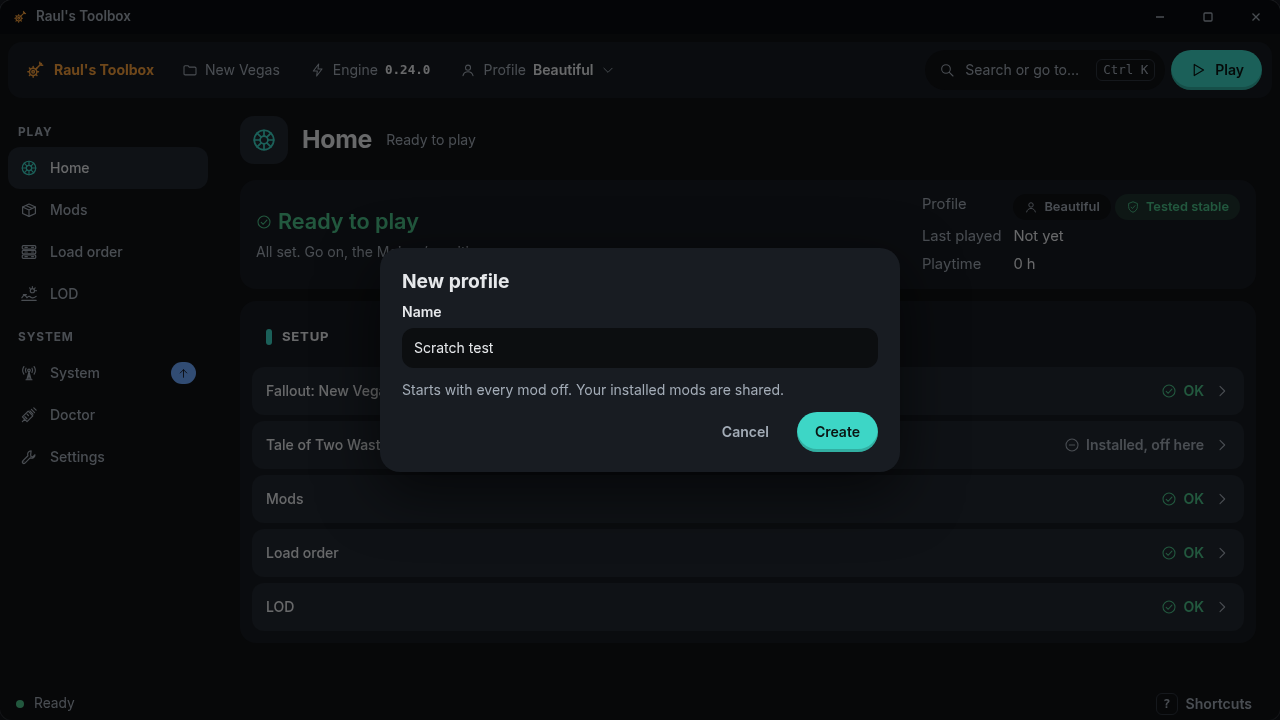 Raul's Toolbox
Raul's Toolbox
New Vegas
Engine 0.24.0
Profile Beautiful
Search or go to...
Ctrl K
Play
PLAY
Home
Mods
Load order
LOD
SYSTEM
System
Doctor
Settings
Home
Ready to play
Ready to play
All set. Go on, the
Profile
Beautiful
Tested stable
Last played
Not yet
Playtime
0 h
SETUP
Fallout: New Vega
OK
Tale of Two Wast
Installed, off here
Mods
OK
Load order
OK
LOD
OK
New profile
Name
Scratch test
Starts with every mod off. Your installed mods are shared.
Cancel
Create
Ready
?
Shortcuts